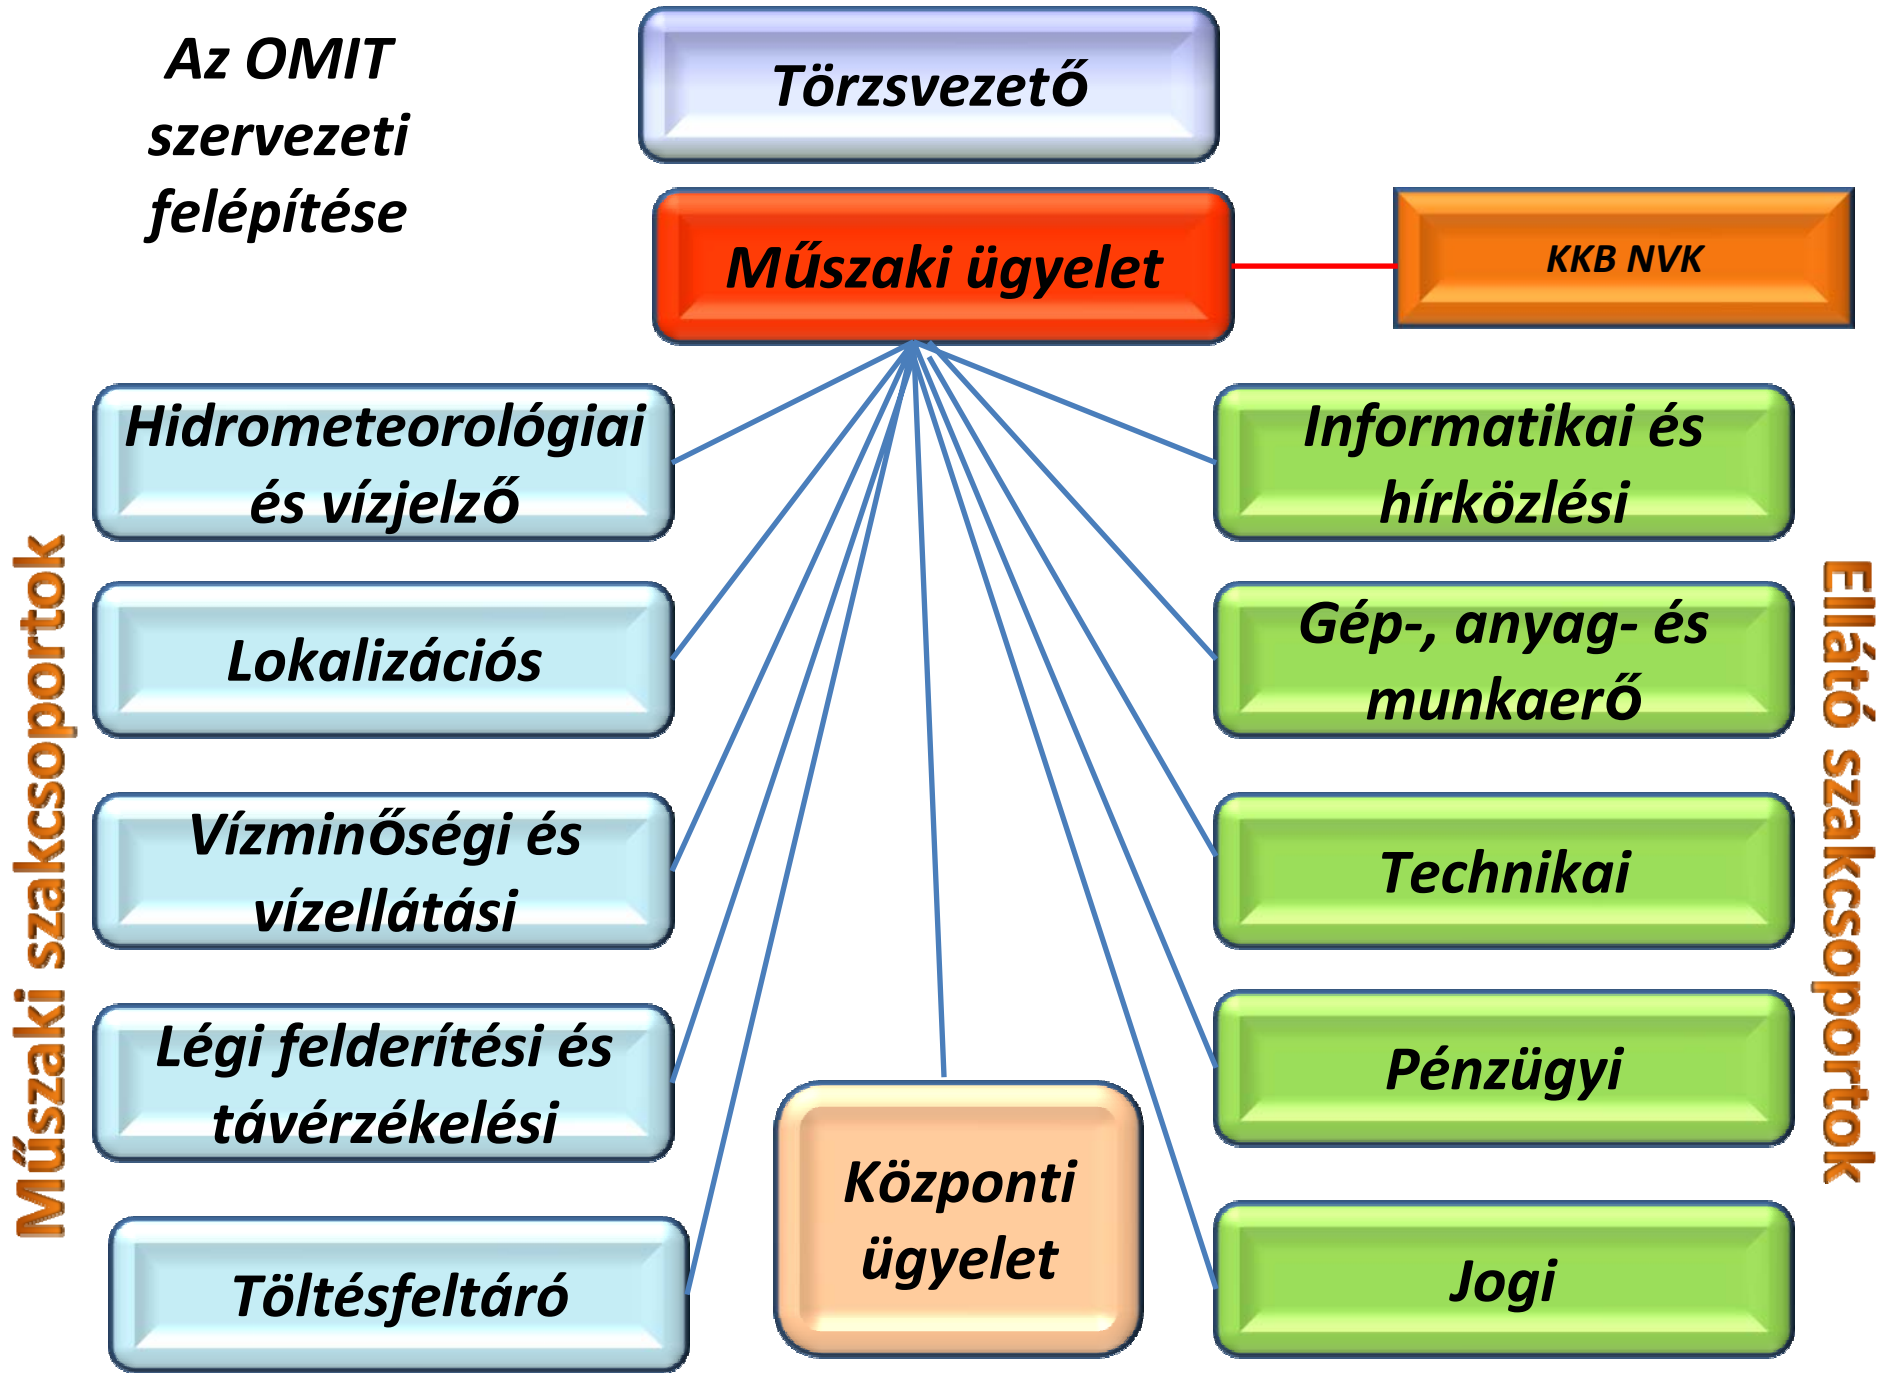 Az OMIT
szervezeti
felépítése
Törzsvezető
Műszaki ügyelet
KKB NVK
Műszaki szakcsoportok
Hidrometeorológiai
és vízjelző
Lokalizációs
Vízminőségi és
vízellátási
Légi felderítési és
távérzékelési
Töltésfeltáró
Központi
ügyelet
Informatikai és
hírközlési
Gép-, anyag- és
munkaerő
Technikai
Pénzügyi
Jogi
Ellátó szakcsoportok